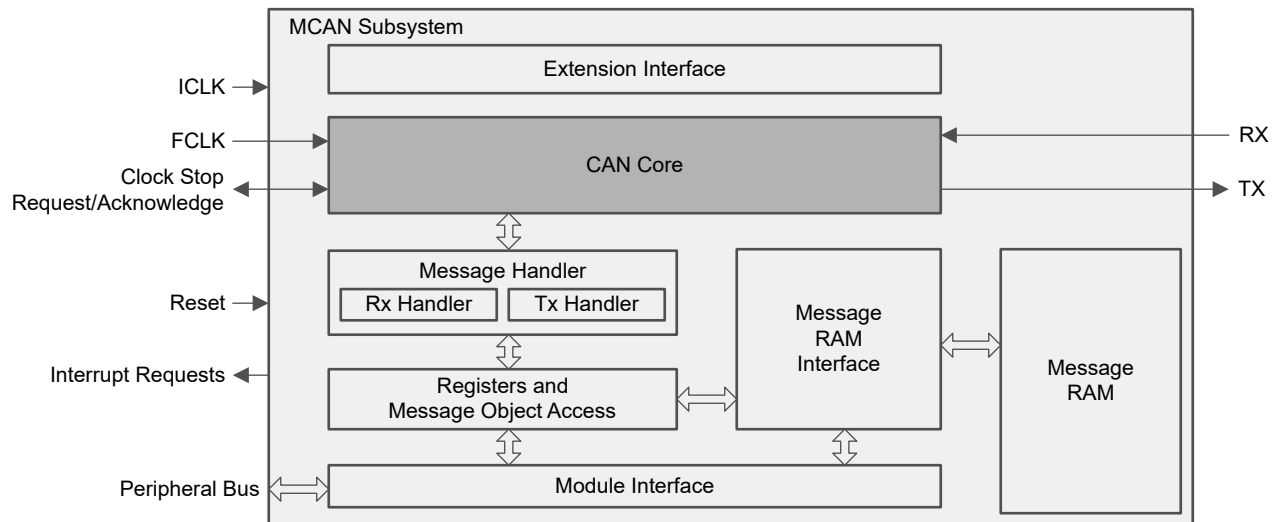 MCAN Subsystem
Extension Interface
ICLK
FCLK
CAN Core
RX
Clock Stop
Request/Acknowledge
TX
Message Handler
Rx Handler
Tx Handler
Reset
Message
RAM
Interface
Message
RAM
Interrupt Requests
Registers and
Message Object Access
Peripheral Bus
Module Interface